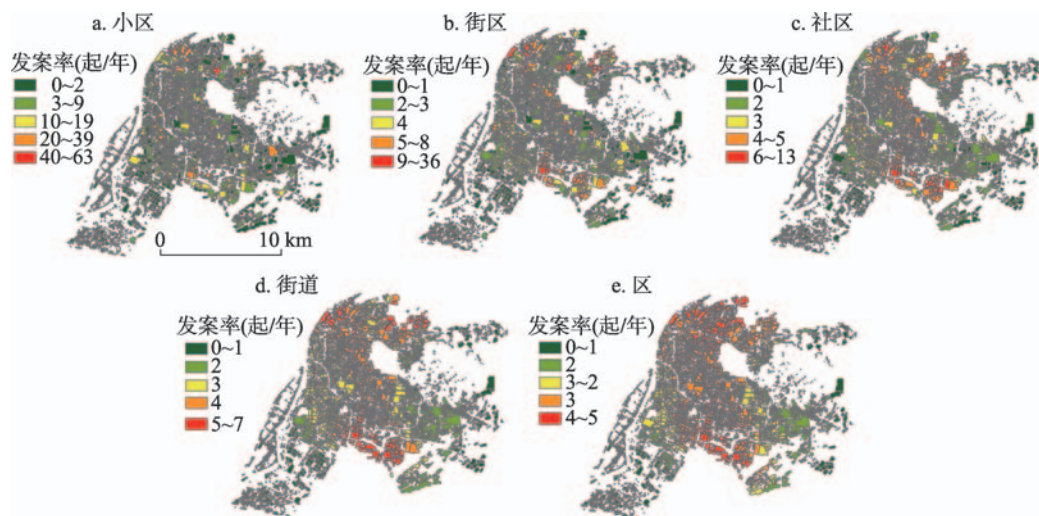 a. 小区
发案率(起/年)
0~2
3~9
10~19
20~39
40~63
0 10 km
b. 街区
发案率(起/年)
0~1
2~3
4
5~8
9~36
c. 社区
发案率(起/年)
0~1
2
3
4~5
6~13
d. 街道
发案率(起/年)
0~1
2
3
4
5~7
e. 区
发案率(起/年)
0~1
2
3~2
3
4~5